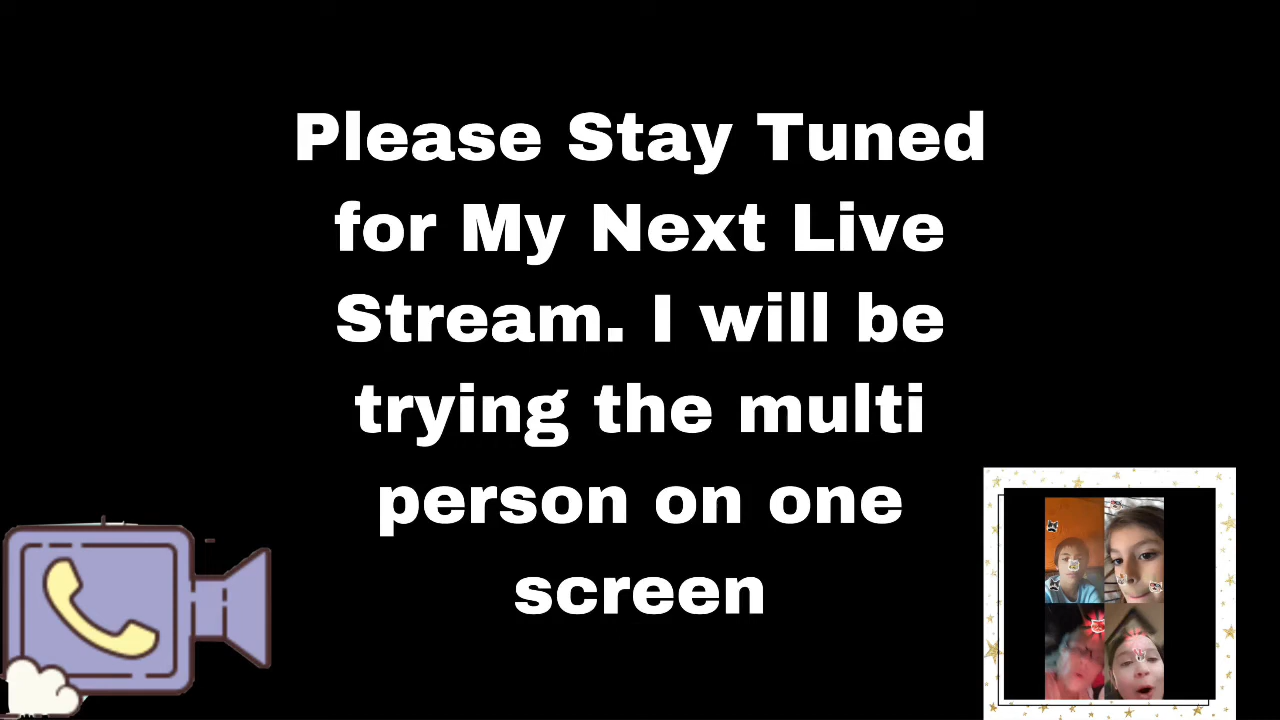 Please Stay Tuned
for My Next Live
Stream. I will be
trying the multi
person on one
screen